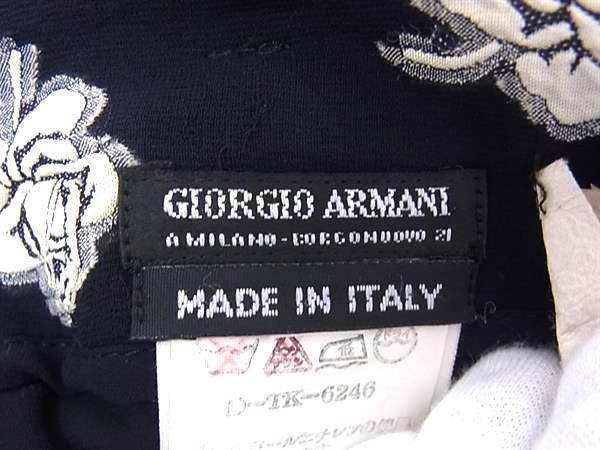 GIORGIO ARMANI
A MILANO-BORGONUOVO 21
MADE IN ITALY
D-TK-6246